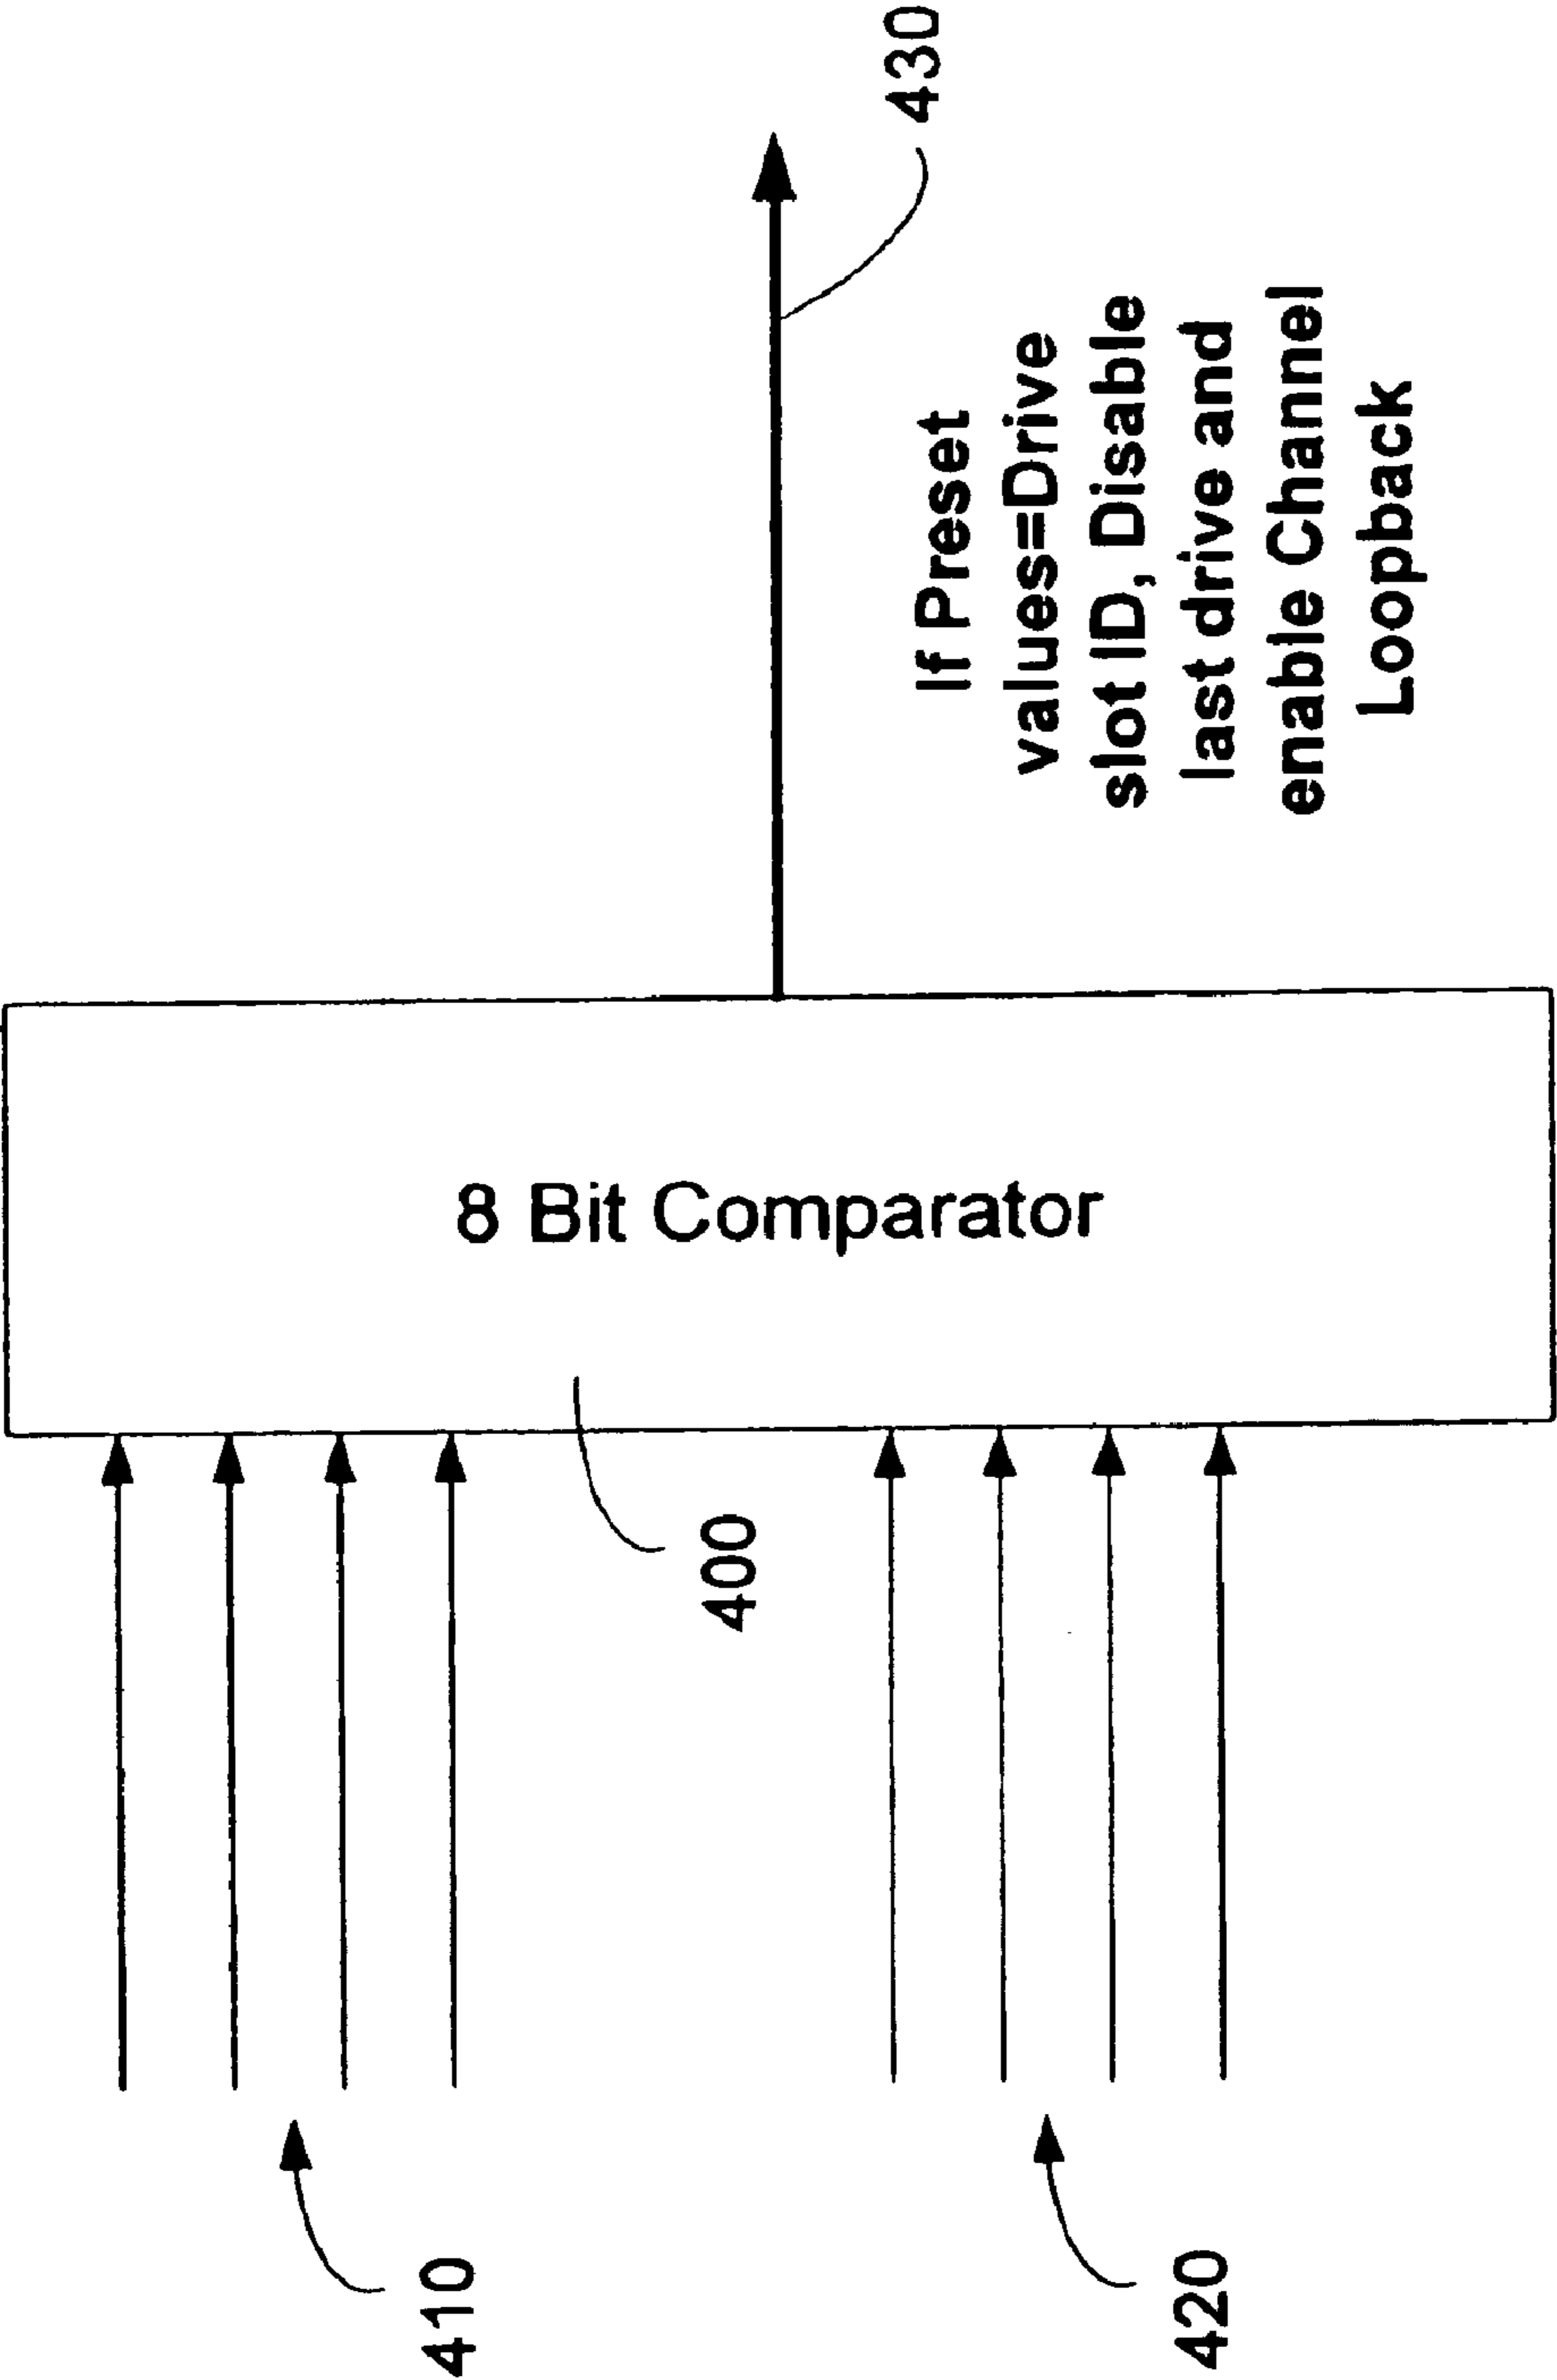 410
420
400
8 Bit Comparator
430
If Preset
values=Drive
slot ID, Disable
last drive and
enable Channel
Loopback